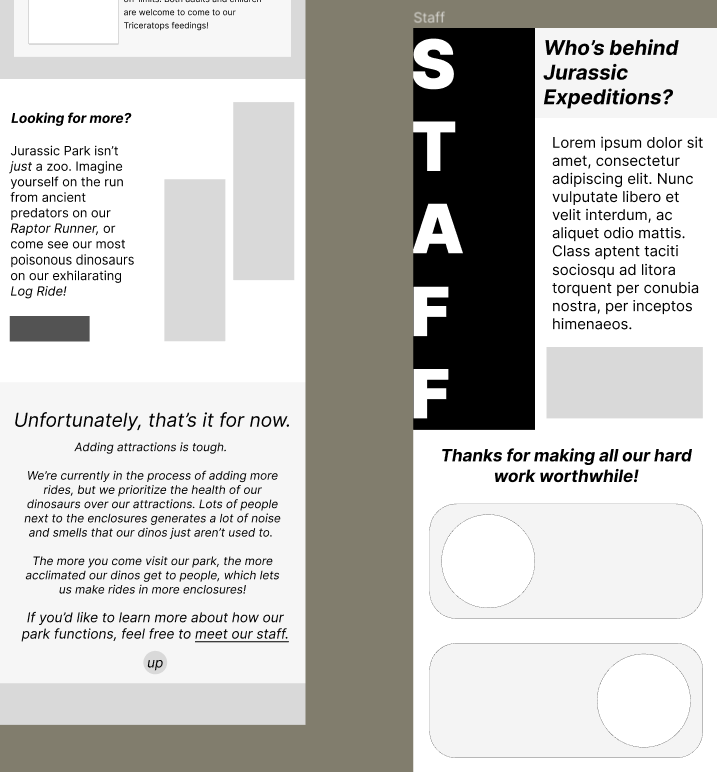 off-limits. Both adults and children
are welcome to come to our
Triceratops feedings!
Looking for more?
Jurassic Park isn’t
just a zoo. Imagine
yourself on the run
from ancient
predators on our
Raptor Runner, or
come see our most
poisonous dinosaurs
on our exhilarating
Log Ride!
Unfortunately, that’s it for now.
Adding attractions is tough.
We’re currently in the process of adding more
rides, but we prioritize the health of our
dinosaurs over our attractions. Lots of people
next to the enclosures generates a lot of noise
and smells that our dinos just aren’t used to.
The more you come visit our park, the more
acclimated our dinos get to people, which lets
us make rides in more enclosures!
If you’d like to learn more about how our
park functions, feel free to meet our staff.
up
Staff
S
T
A
F
F
Who’s behind
Jurassic
Expeditions?
Lorem ipsum dolor sit
amet, consectetur
adipiscing elit. Nunc
vulputate libero et
velit interdum, ac
aliquet odio mattis.
Class aptent taciti
sociosqu ad litora
torquent per conubia
nostra, per inceptos
himenaeos.
Thanks for making all our hard
work worthwhile!